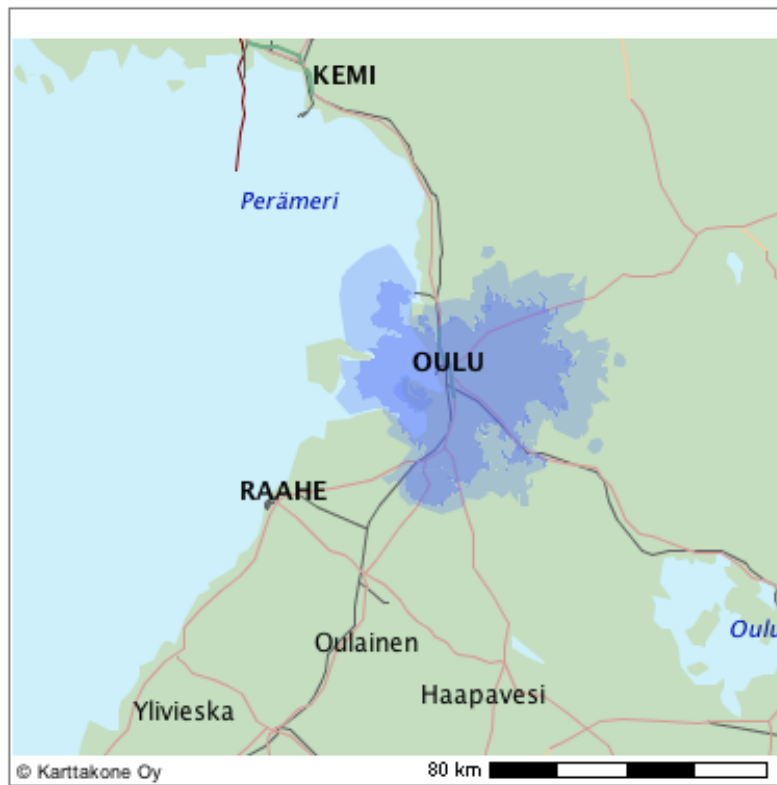 KEMI
Perämeri
OULU
RAAHE
Oulu
Oulainen
Haapavesi
Ylivieska
© Karttakone Oy
80 km